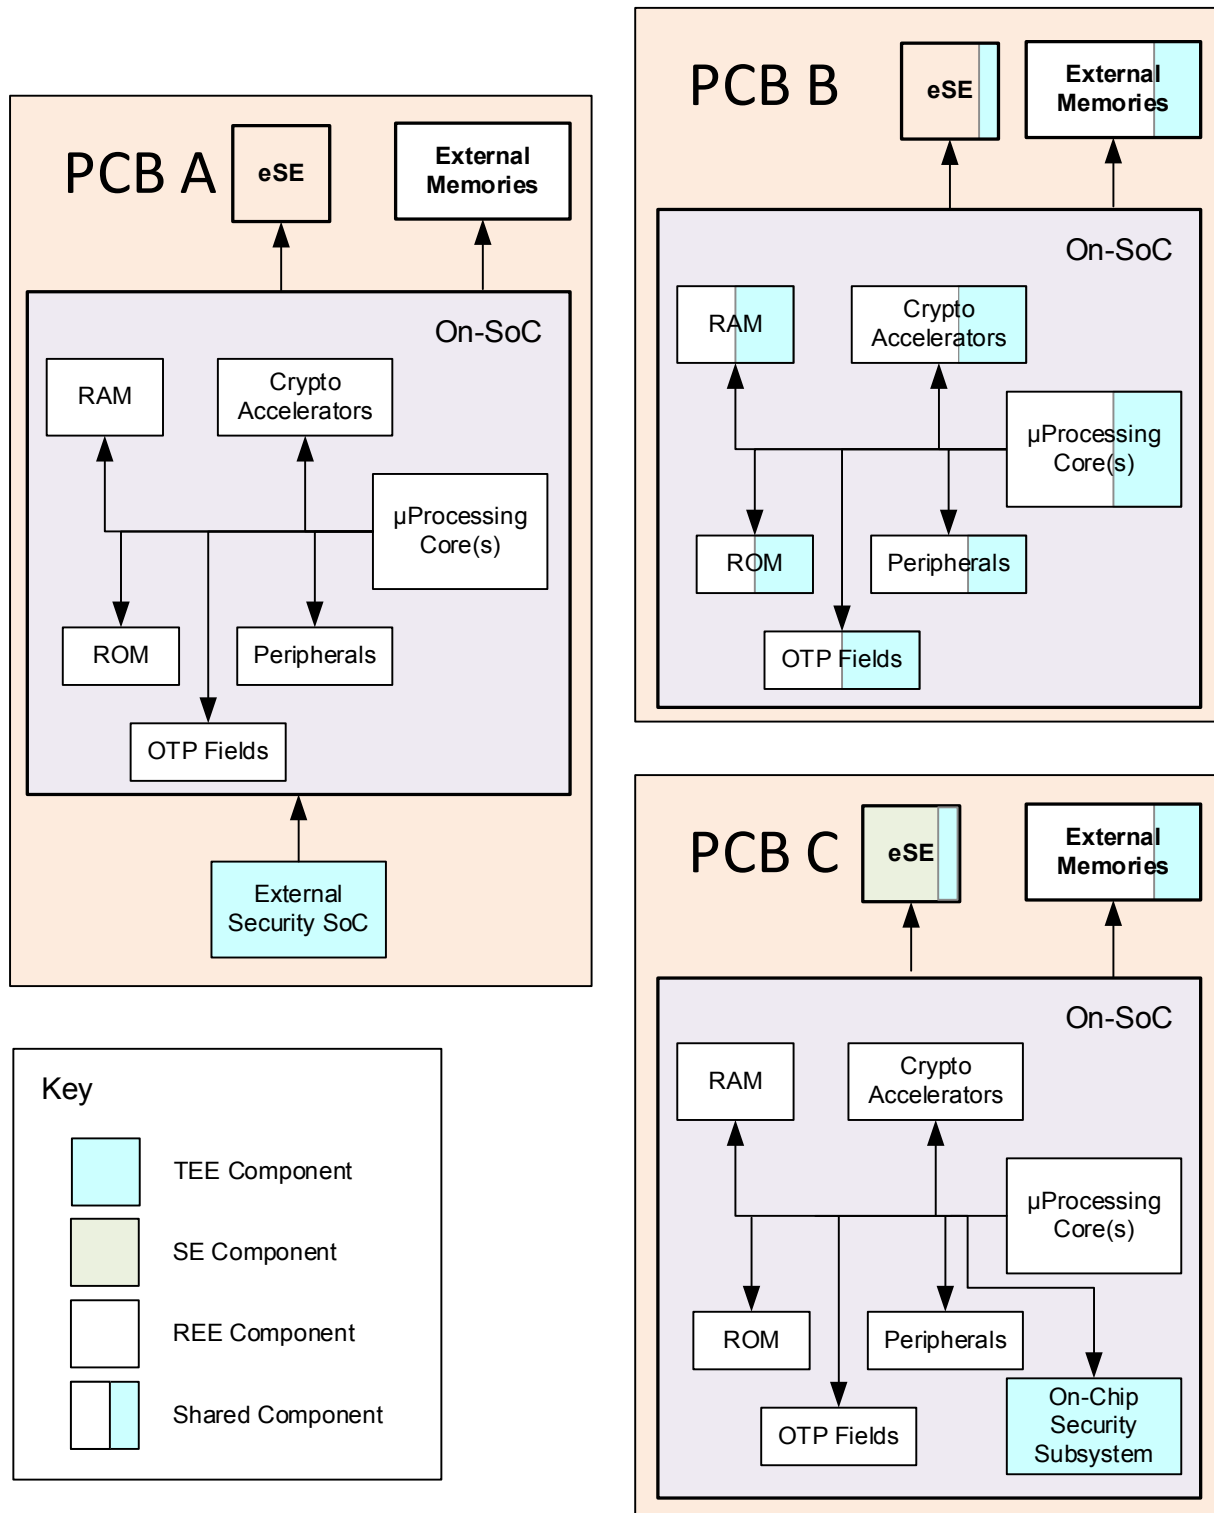 PCB A
eSE
External
Memories
On-SoC
RAM
Crypto
Accelerators
µProcessing
Core(s)
ROM
Peripherals
OTP Fields
External
Security SoC
PCB B
eSE
External
Memories
On-SoC
RAM
Crypto
Accelerators
µProcessing
Core(s)
ROM
Peripherals
OTP Fields
PCB C
eSE
External
Memories
On-SoC
RAM
Crypto
Accelerators
µProcessing
Core(s)
ROM
Peripherals
OTP Fields
On-Chip
Security
Subsystem
Key
TEE Component
SE Component
REE Component
Shared Component